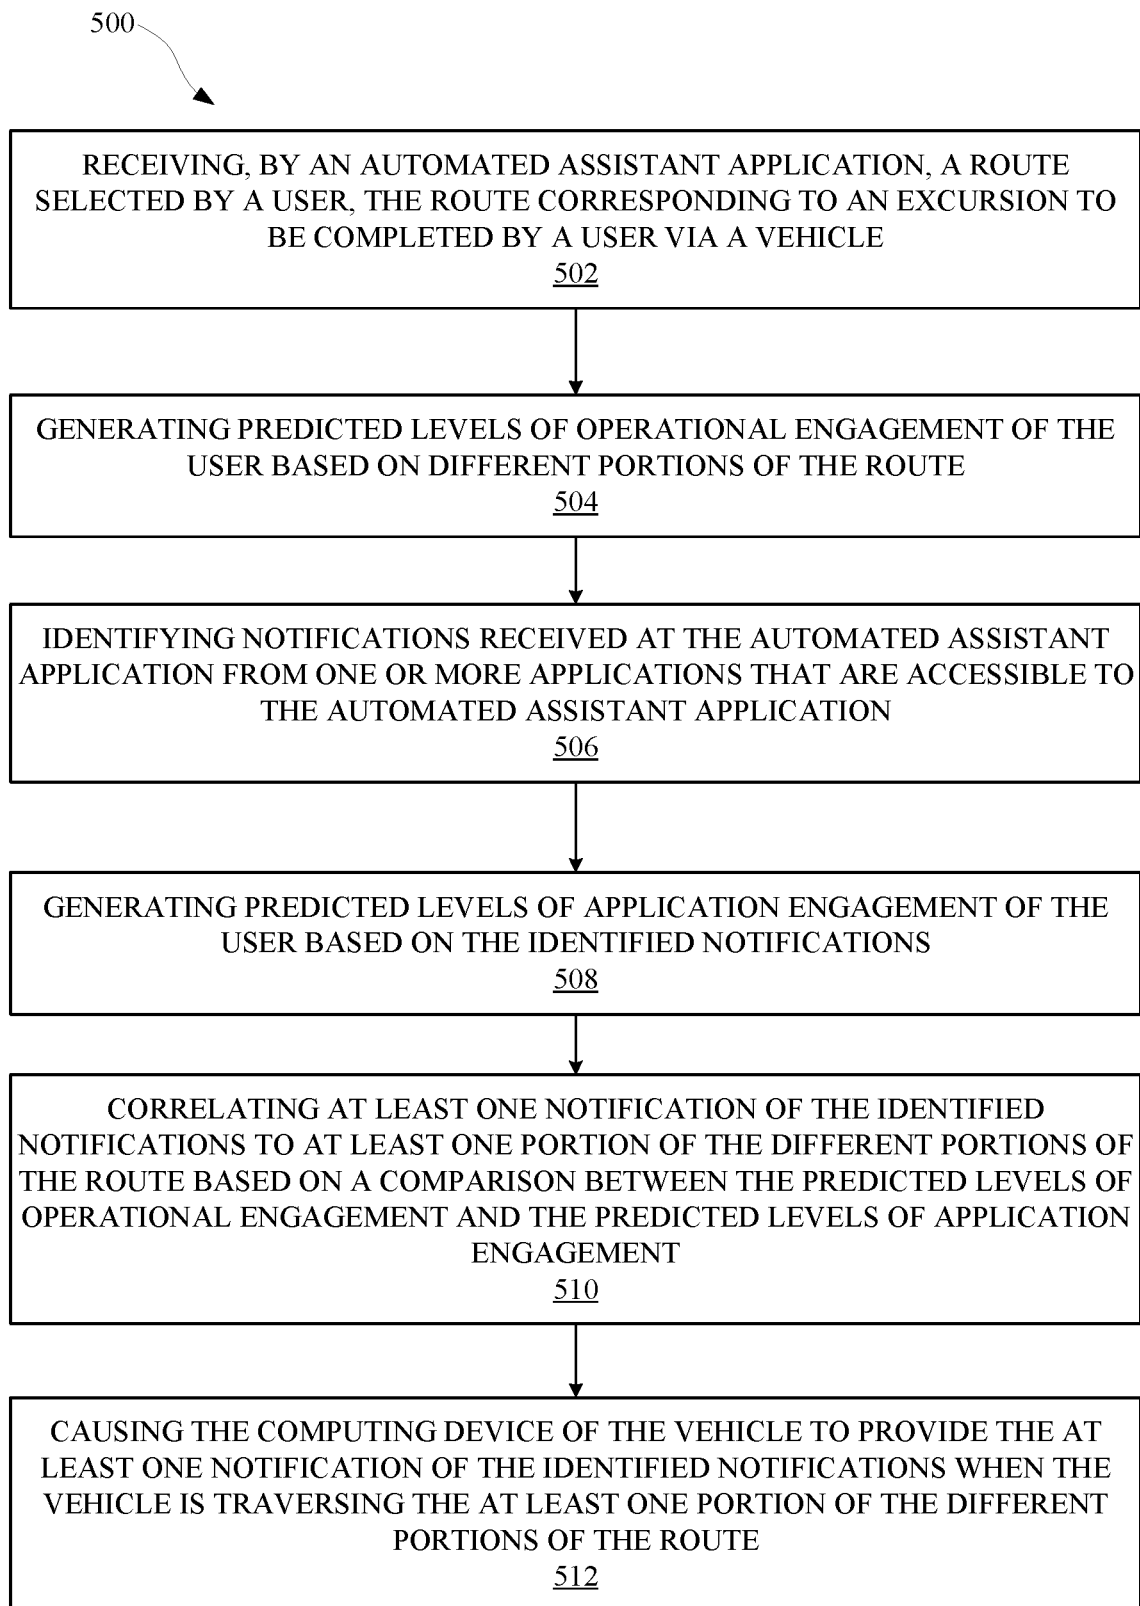 500
RECEIVING, BY AN AUTOMATED ASSISTANT APPLICATION, A ROUTE
SELECTED BY A USER, THE ROUTE CORRESPONDING TO AN EXCURSION TO
BE COMPLETED BY A USER VIA A VEHICLE
502
GENERATING PREDICTED LEVELS OF OPERATIONAL ENGAGEMENT OF THE
USER BASED ON DIFFERENT PORTIONS OF THE ROUTE
504
IDENTIFYING NOTIFICATIONS RECEIVED AT THE AUTOMATED ASSISTANT
APPLICATION FROM ONE OR MORE APPLICATIONS THAT ARE ACCESSIBLE TO
THE AUTOMATED ASSISTANT APPLICATION
506
GENERATING PREDICTED LEVELS OF APPLICATION ENGAGEMENT OF THE
USER BASED ON THE IDENTIFIED NOTIFICATIONS
508
CORRELATING AT LEAST ONE NOTIFICATION OF THE IDENTIFIED
NOTIFICATIONS TO AT LEAST ONE PORTION OF THE DIFFERENT PORTIONS OF
THE ROUTE BASED ON A COMPARISON BETWEEN THE PREDICTED LEVELS OF
OPERATIONAL ENGAGEMENT AND THE PREDICTED LEVELS OF APPLICATION
ENGAGEMENT
510
CAUSING THE COMPUTING DEVICE OF THE VEHICLE TO PROVIDE THE AT
LEAST ONE NOTIFICATION OF THE IDENTIFIED NOTIFICATIONS WHEN THE
VEHICLE IS TRAVERSING THE AT LEAST ONE PORTION OF THE DIFFERENT
PORTIONS OF THE ROUTE
512